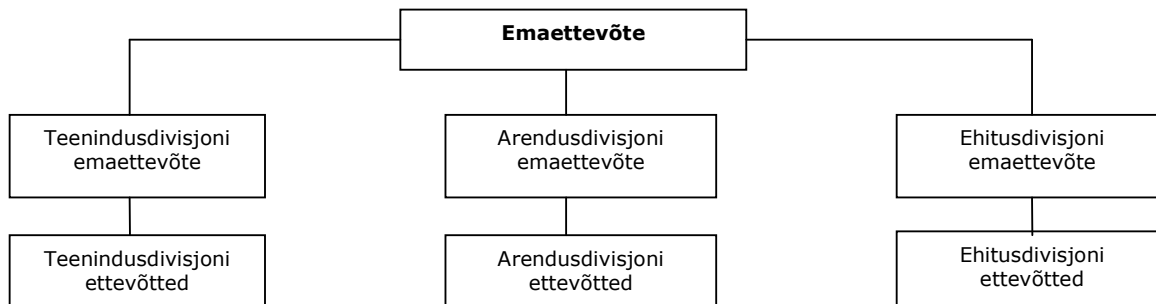 Emaettevõte
Teenindusdivisjoni
emaettevõte
Arendusdivisjoni
emaettevõte
Ehitusdivisjoni
emaettevõte
Teenindusdivisjoni
ettevõtted
Arendusdivisjoni
ettevõtted
Ehitusdivisjoni
ettevõtted